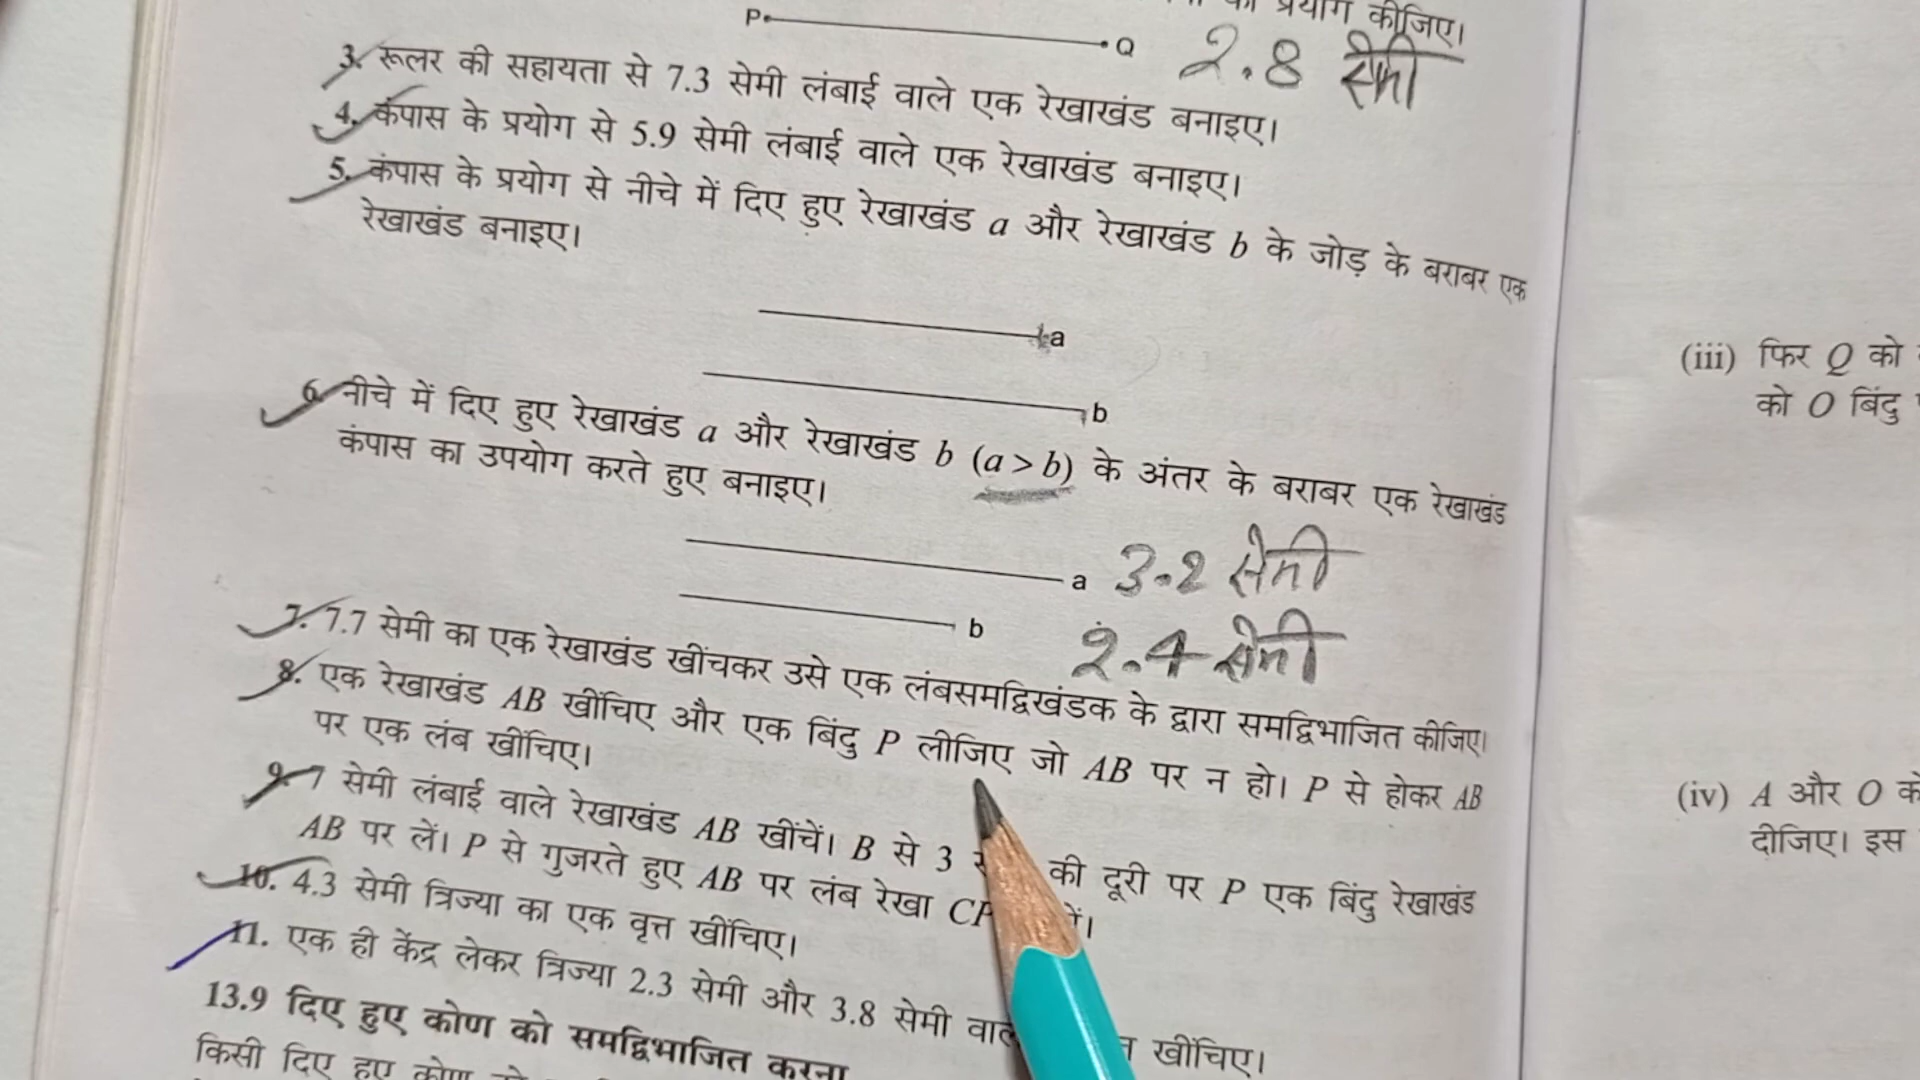 प्रयोग कीजिए।
P Q 2.8 सेमी
3. रूलर की सहायता से 7.3 सेमी लंबाई वाले एक रेखाखंड बनाइए।
4. कंपास के प्रयोग से 5.9 सेमी लंबाई वाले एक रेखाखंड बनाइए।
5. कंपास के प्रयोग से नीचे में दिए हुए रेखाखंड a और रेखाखंड b के जोड़ के बराबर एक
रेखाखंड बनाइए।
a
b
6. नीचे में दिए हुए रेखाखंड a और रेखाखंड b (a > b) के अंतर के बराबर एक रेखाखंड
कंपास का उपयोग करते हुए बनाइए।
a 3.2 सेमी
b 2.4 सेमी
7. 7.7 सेमी का एक रेखाखंड खींचकर उसे एक लंबसमद्विखंडक के द्वारा समद्विभाजित कीजिए।
8. एक रेखाखंड AB खींचिए और एक बिंदु P लीजिए जो AB पर न हो। P से होकर AB
पर एक लंब खींचिए।
9. 7 सेमी लंबाई वाले रेखाखंड AB खींचें। B से 3 की दूरी पर P एक बिंदु रेखाखंड
AB पर लें। P से गुजरते हुए AB पर लंब रेखा
10. 4.3 सेमी त्रिज्या का एक वृत्त खींचिए।
11. एक ही केंद्र लेकर त्रिज्या 2.3 सेमी और 3.8 सेमी खींचिए।
13.9 दिए हुए कोण को समद्विभाजित करना
किसी दिए हुए कोण
(iii) फिर Q को
को O बिंदु
(iv) A और O को
दीजिए। इस